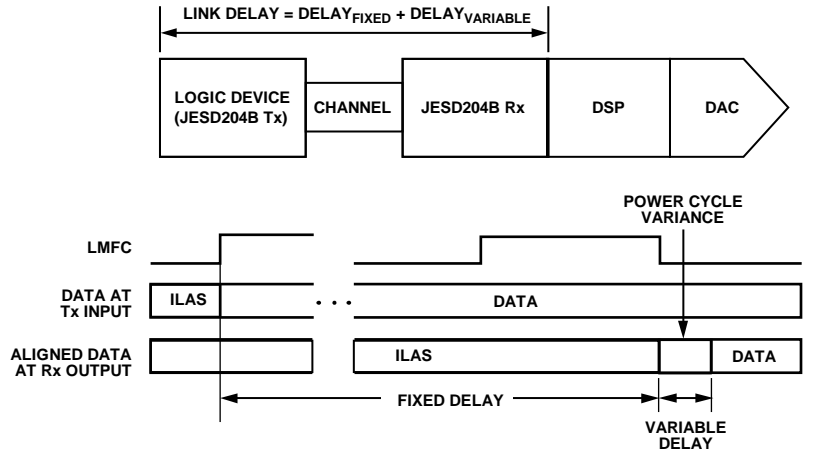 LINK DELAY = DELAYFIXED + DELAYVARIABLE
LOGIC DEVICE
(JESD204B Tx)
CHANNEL
JESD204B Rx
DSP
DAC
POWER CYCLE
VARIANCE
LMFC
DATA AT
Tx INPUT
ILAS
DATA
ALIGNED DATA
AT Rx OUTPUT
ILAS
DATA
FIXED DELAY
VARIABLE
DELAY